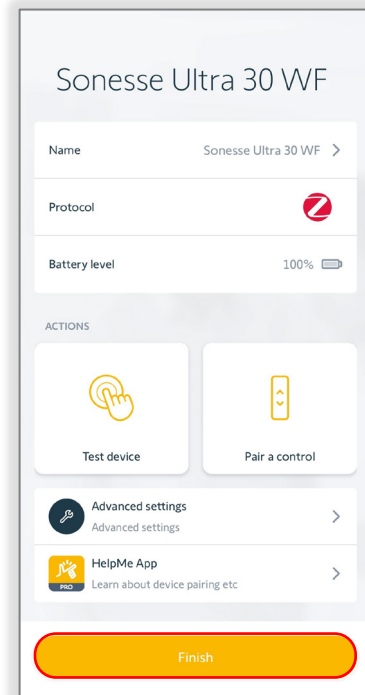 Sonesse Ultra 30 WF
Name Sonesse Ultra 30 WF
Protocol
Battery level 100%
ACTIONS
Test device Pair a control
Advanced settings
Advanced settings
HelpMe App
PRO
Learn about device pairing etc
Finish